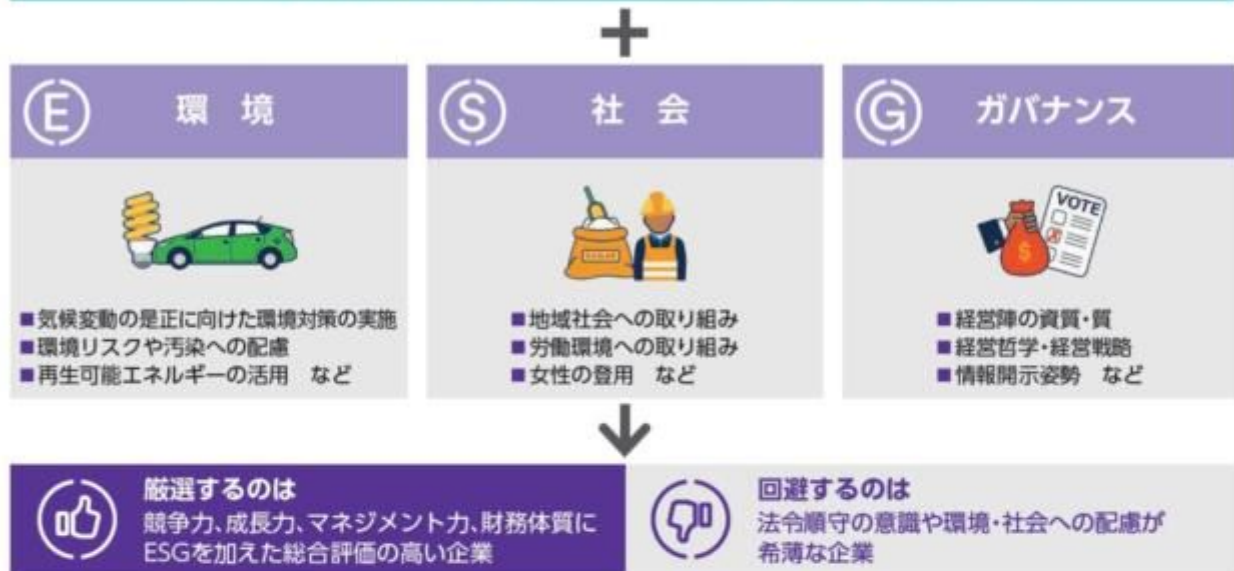 +
E 環 境
S 社 会
G ガバナンス
VOTE
$
■気候変動の是正に向けた環境対策の実施
■環境リスクや汚染への配慮
■再生可能エネルギーの活用 など
■地域社会への取り組み
■労働環境への取り組み
■女性の登用 など
■経営陣の資質・質
■経営哲学・経営戦略
■情報開示姿勢 など
厳選するのは
競争力、成長力、マネジメント力、財務体質に
ESGを加えた総合評価の高い企業
回避するのは
法令順守の意識や環境・社会への配慮が
希薄な企業